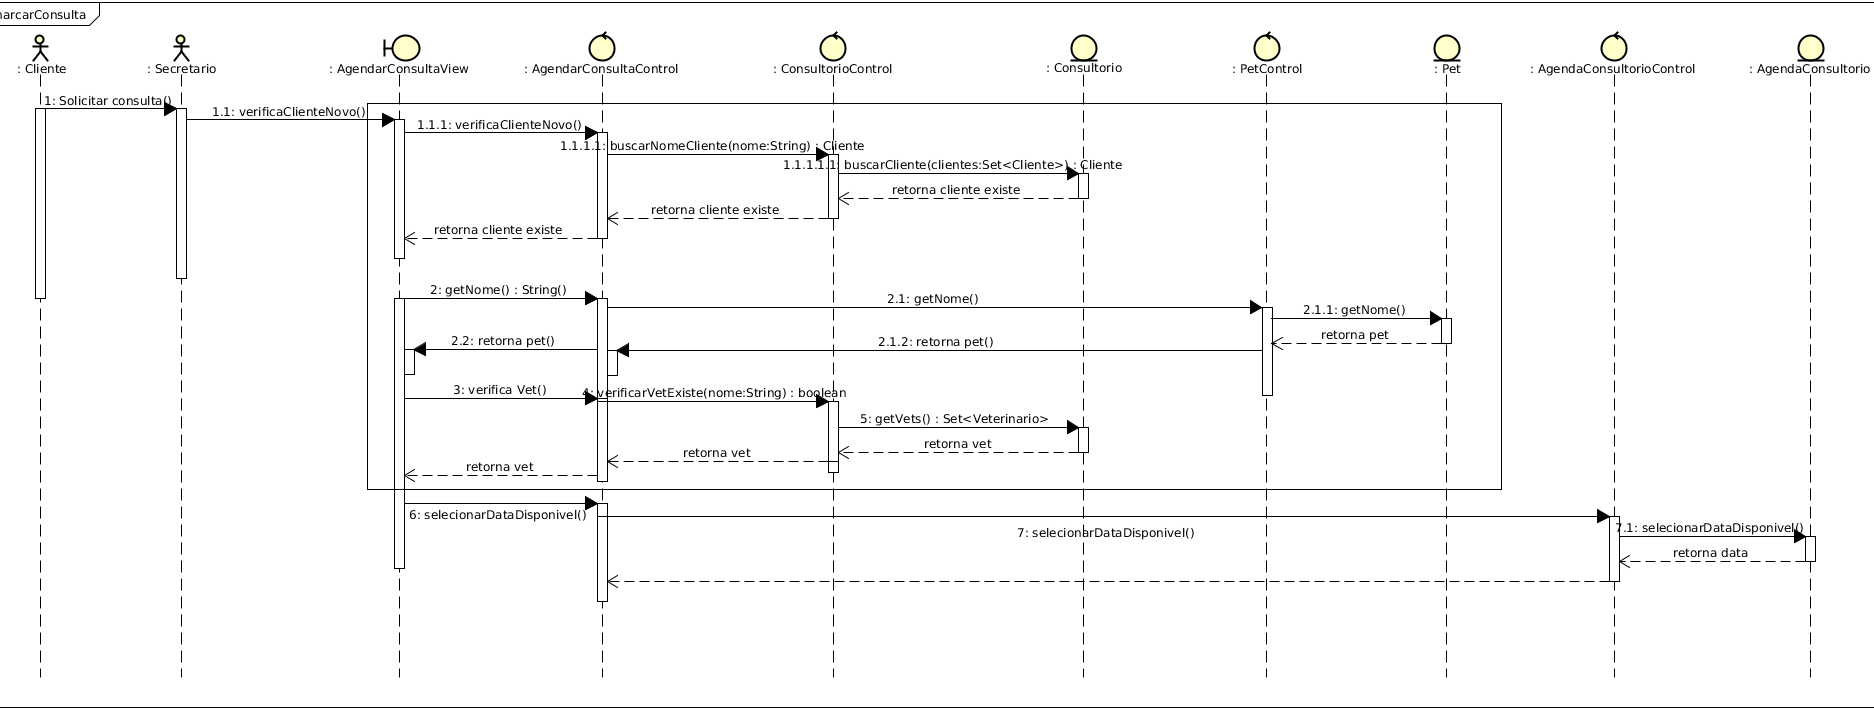 marcarConsulta
: Cliente
: Secretario
: AgendarConsultaView
: AgendarConsultaControl
: ConsultorioControl
: Consultorio
: PetControl
: Pet
: AgendaConsultorioControl
: AgendaConsultorio
1: Solicitar consulta()
1.1: verificaClienteNovo()
1.1.1: verificaClienteNovo()
1.1.1.1: buscarNomeCliente(nome:String) : Cliente
1.1.1.1.1: buscarCliente(clientes:Set<Cliente>) : Cliente
retorna cliente existe
retorna cliente existe
retorna cliente existe
2: getNome() : String()
2.1: getNome()
2.1.1: getNome()
retorna pet
2.2: retorna pet()
2.1.2: retorna pet()
3: verifica Vet()
4: verificarVetExiste(nome:String) : boolean
5: getVets() : Set<Veterinario>
retorna vet
retorna vet
retorna vet
6: selecionarDataDisponivel()
7: selecionarDataDisponivel()
7.1: selecionarDataDisponivel()
retorna data